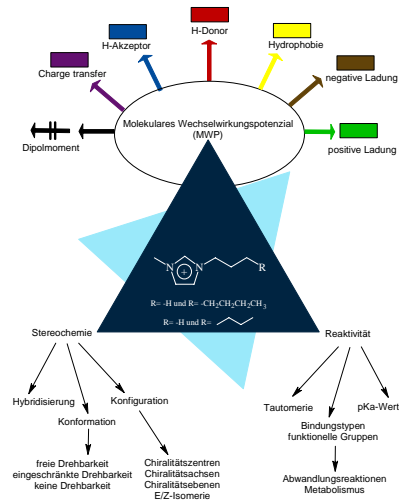 H-Donor
H-Akzeptor
Hydrophobie
Charge transfer
negative Ladung
Molekulares Wechselwirkungspotenzial
(MWP)
Dipolmoment
positive Ladung
N
N
+
R
R= -H und R= -CH₂CH₂CH₂CH₃
R= -H und R=
Stereochemie
Reaktivität
Hybridisierung
Konfiguration
Konformation
Tautomerie
pKa-Wert
Bindungstypen
funktionelle Gruppen
freie Drehbarkeit
eingeschränkte Drehbarkeit
keine Drehbarkeit
Chiralitätszentren
Chiralitätsachsen
Chiralitätsebenen
E/Z-Isomerie
Abwandlungsreaktionen
Metabolismus